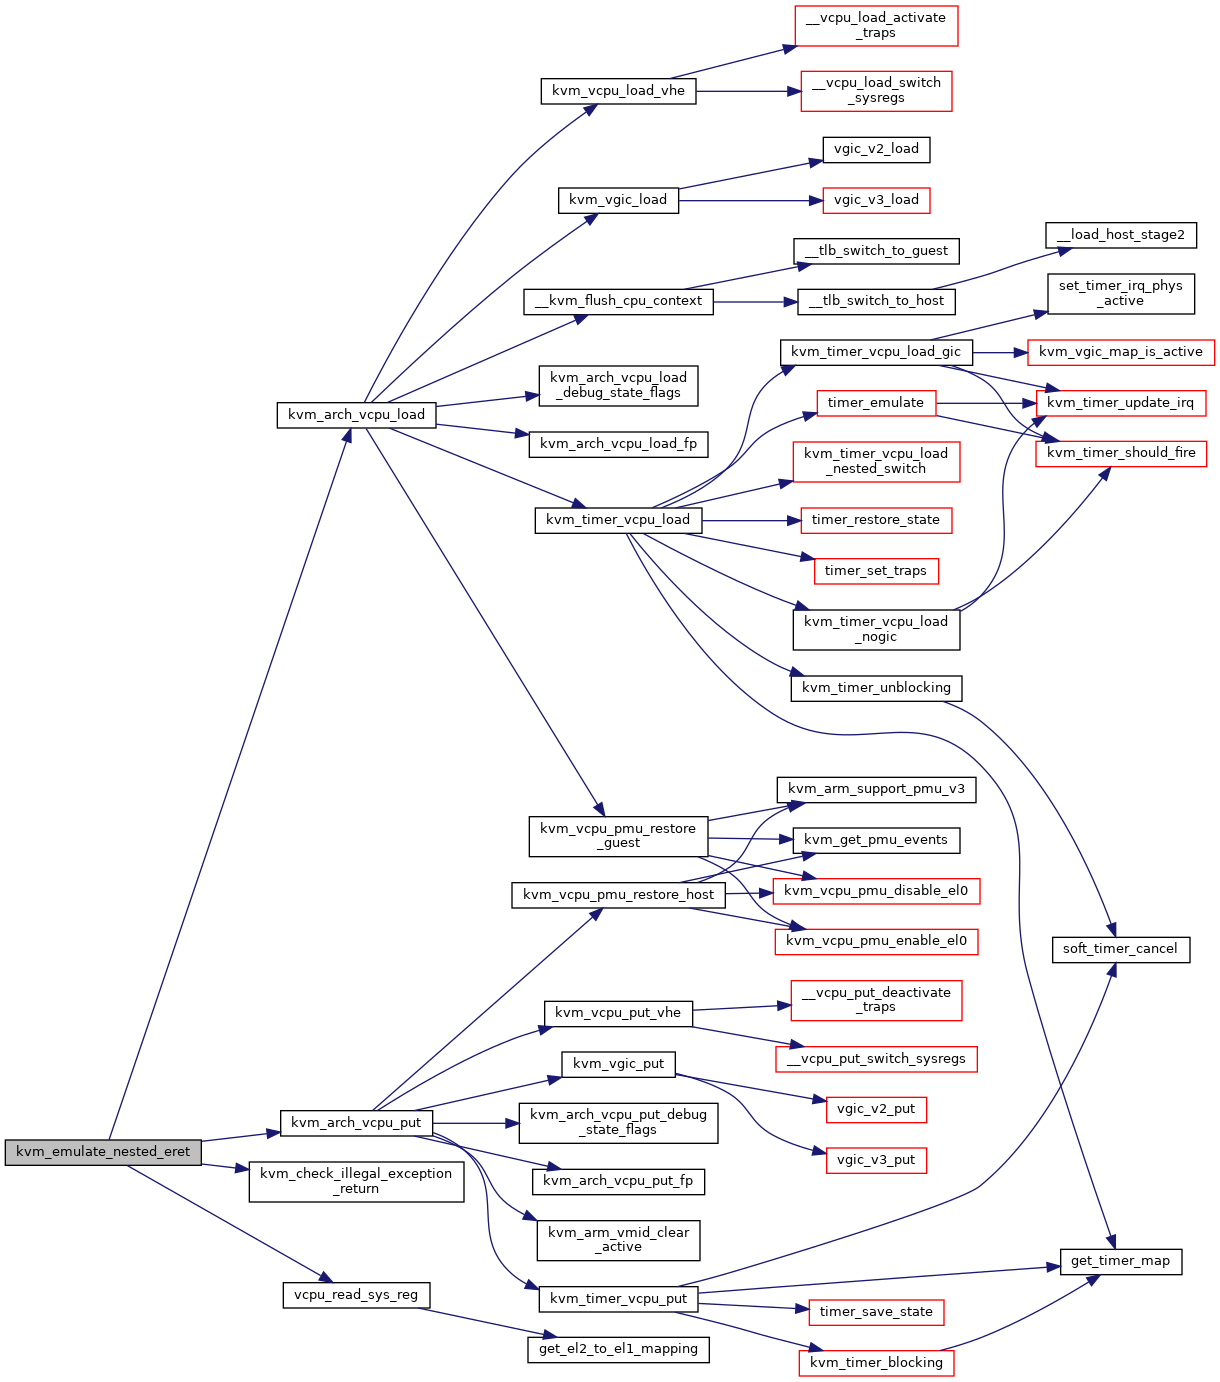 __vcpu_load_activate
_traps
kvm_vcpu_load_vhe
__vcpu_load_switch
_sysregs
vgic_v2_load
kvm_vgic_load
vgic_v3_load
__load_host_stage2
__tlb_switch_to_guest
__kvm_flush_cpu_context
__tlb_switch_to_host
set_timer_irq_phys
_active
kvm_timer_vcpu_load_gic
kvm_vgic_map_is_active
kvm_arch_vcpu_load
_debug_state_flags
timer_emulate
kvm_timer_update_irq
kvm_arch_vcpu_load
kvm_arch_vcpu_load_fp
kvm_timer_should_fire
kvm_timer_vcpu_load
_nested_switch
kvm_timer_vcpu_load
timer_restore_state
timer_set_traps
kvm_timer_vcpu_load
_nogic
kvm_timer_unblocking
kvm_arm_support_pmu_v3
kvm_vcpu_pmu_restore
_guest
kvm_get_pmu_events
kvm_vcpu_pmu_restore_host
kvm_vcpu_pmu_disable_el0
kvm_vcpu_pmu_enable_el0
soft_timer_cancel
__vcpu_put_deactivate
_traps
kvm_vcpu_put_vhe
__vcpu_put_switch_sysregs
kvm_vgic_put
vgic_v2_put
kvm_arch_vcpu_put_debug
_state_flags
kvm_arch_vcpu_put
kvm_emulate_nested_eret
vgic_v3_put
kvm_check_illegal_exception
_return
kvm_arch_vcpu_put_fp
kvm_arm_vmid_clear
_active
get_timer_map
vcpu_read_sys_reg
kvm_timer_vcpu_put
timer_save_state
get_el2_to_el1_mapping
kvm_timer_blocking